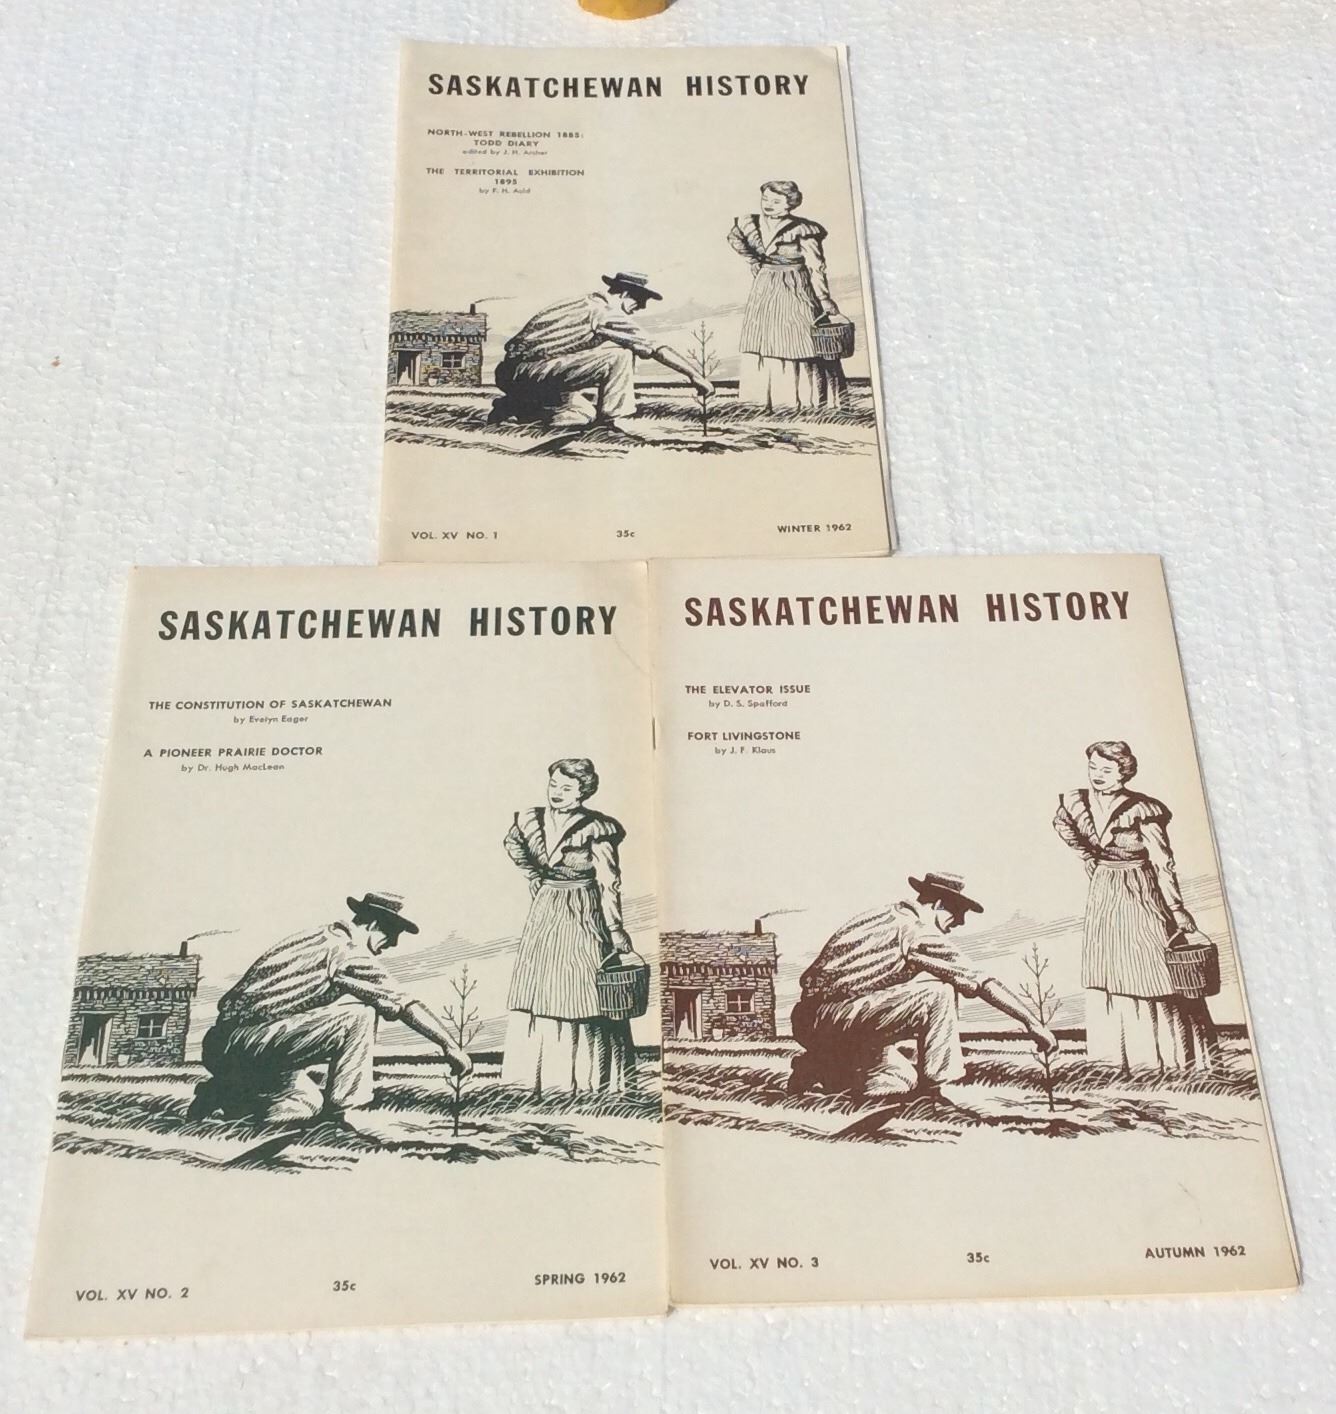 SASKATCHEWAN HISTORY
NORTH-WEST REBELLION 1885:
TODD DIARY
edited by J. H. Archer
THE TERRITORIAL EXHIBITION
1895
by F. H. Auld
VOL. XV NO. 1
35c
WINTER 1962
SASKATCHEWAN HISTORY
THE CONSTITUTION OF SASKATCHEWAN
by Evelyn Eager
A PIONEER PRAIRIE DOCTOR
by Dr. Hugh MacLean
VOL. XV NO. 2
35c
SPRING 1962
SASKATCHEWAN HISTORY
THE ELEVATOR ISSUE
by D. S. Spafford
FORT LIVINGSTONE
by J. F. Klaus
VOL. XV NO. 3
35c
AUTUMN 1962